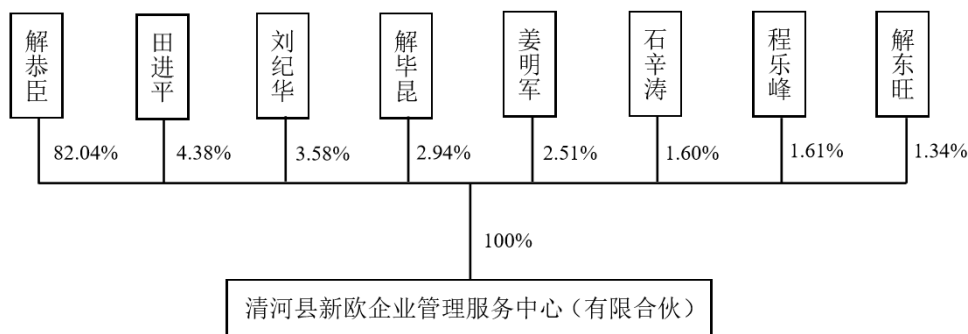 解恭臣
田进平
刘纪华
解毕昆
姜明军
石辛涛
程乐峰
解东旺
82.04%
4.38%
3.58%
2.94%
2.51%
1.60%
1.61%
1.34%
100%
清河县新欧企业管理服务中心（有限合伙）